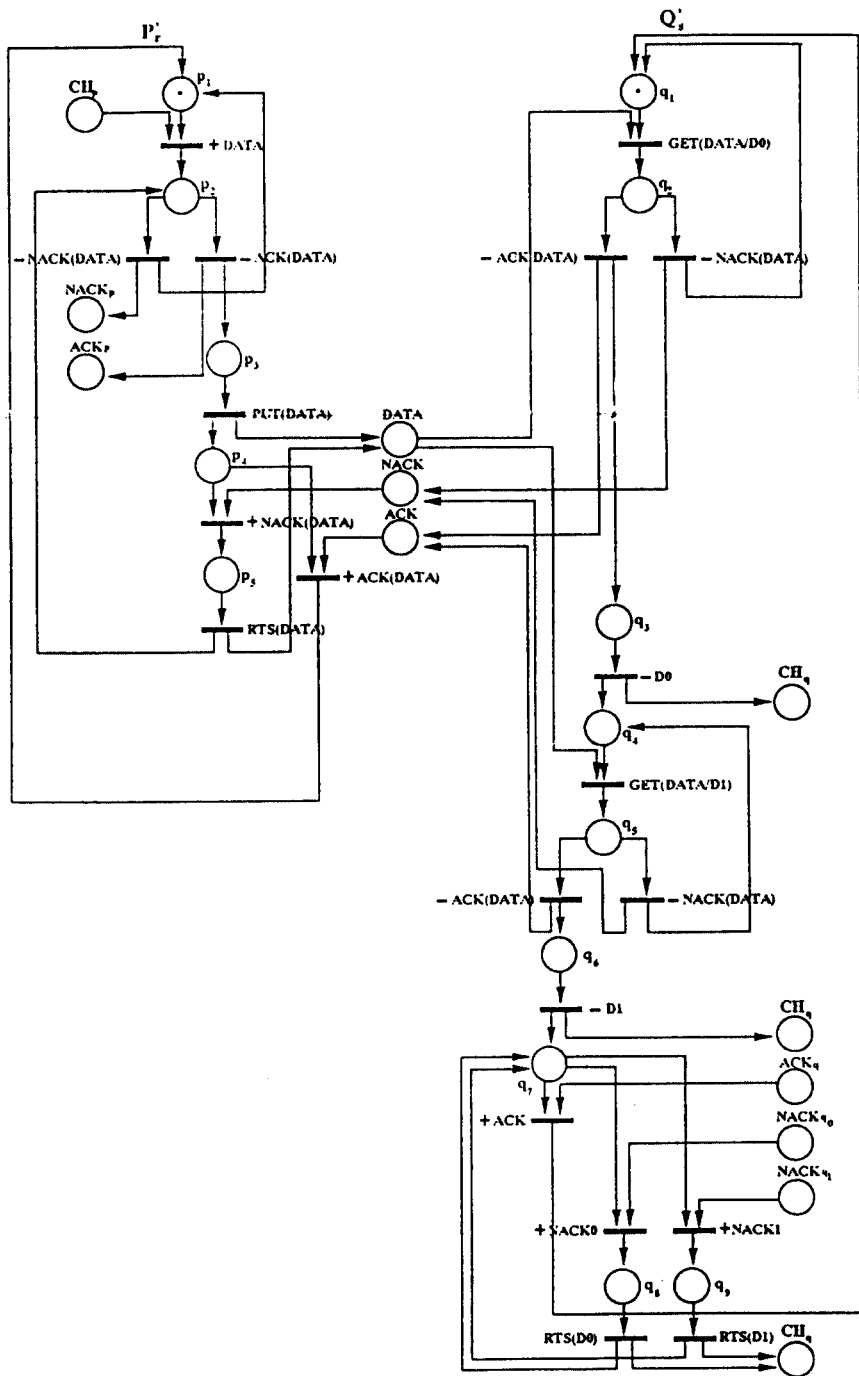 P'r Q's
CHp p1 q1
+DATA GET(DATA/D0)
p2 q2
-NACK(DATA) -ACK(DATA) -ACK(DATA) -NACK(DATA)
NACKp
ACKp
p3
PUT(DATA) DATA
p4 NACK
+NACK(DATA) ACK
p5 +ACK(DATA)
RTS(DATA) q3
-D0 CHq
q4
GET(DATA/D1)
q5
-ACK(DATA) -NACK(DATA)
q6
-D1 CHq
q7 ACKq
+ACK NACKq0
NACKq1
+NACK0 +NACK1
q8 q9
RTS(D0) RTS(D1) CHq